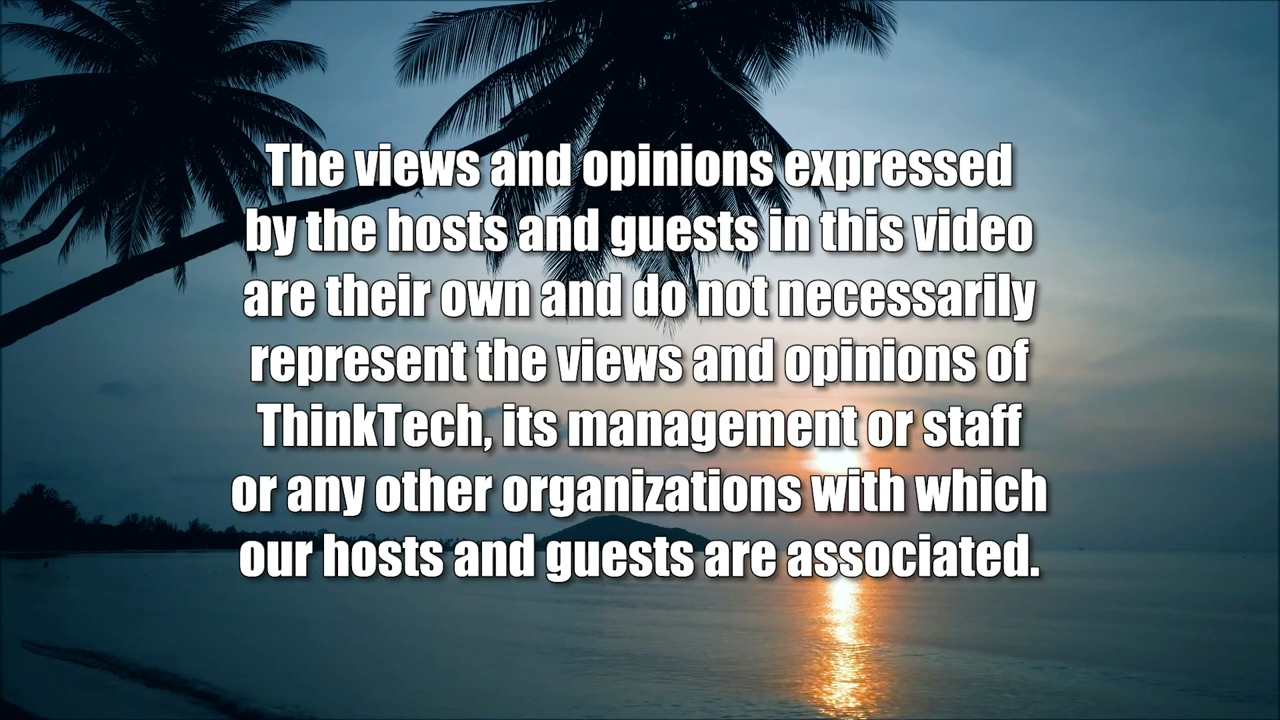 The views and opinions expressed
by the hosts and guests in this video
are their own and do not necessarily
represent the views and opinions of
ThinkTech, its management or staff
or any other organizations with which
our hosts and guests are associated.